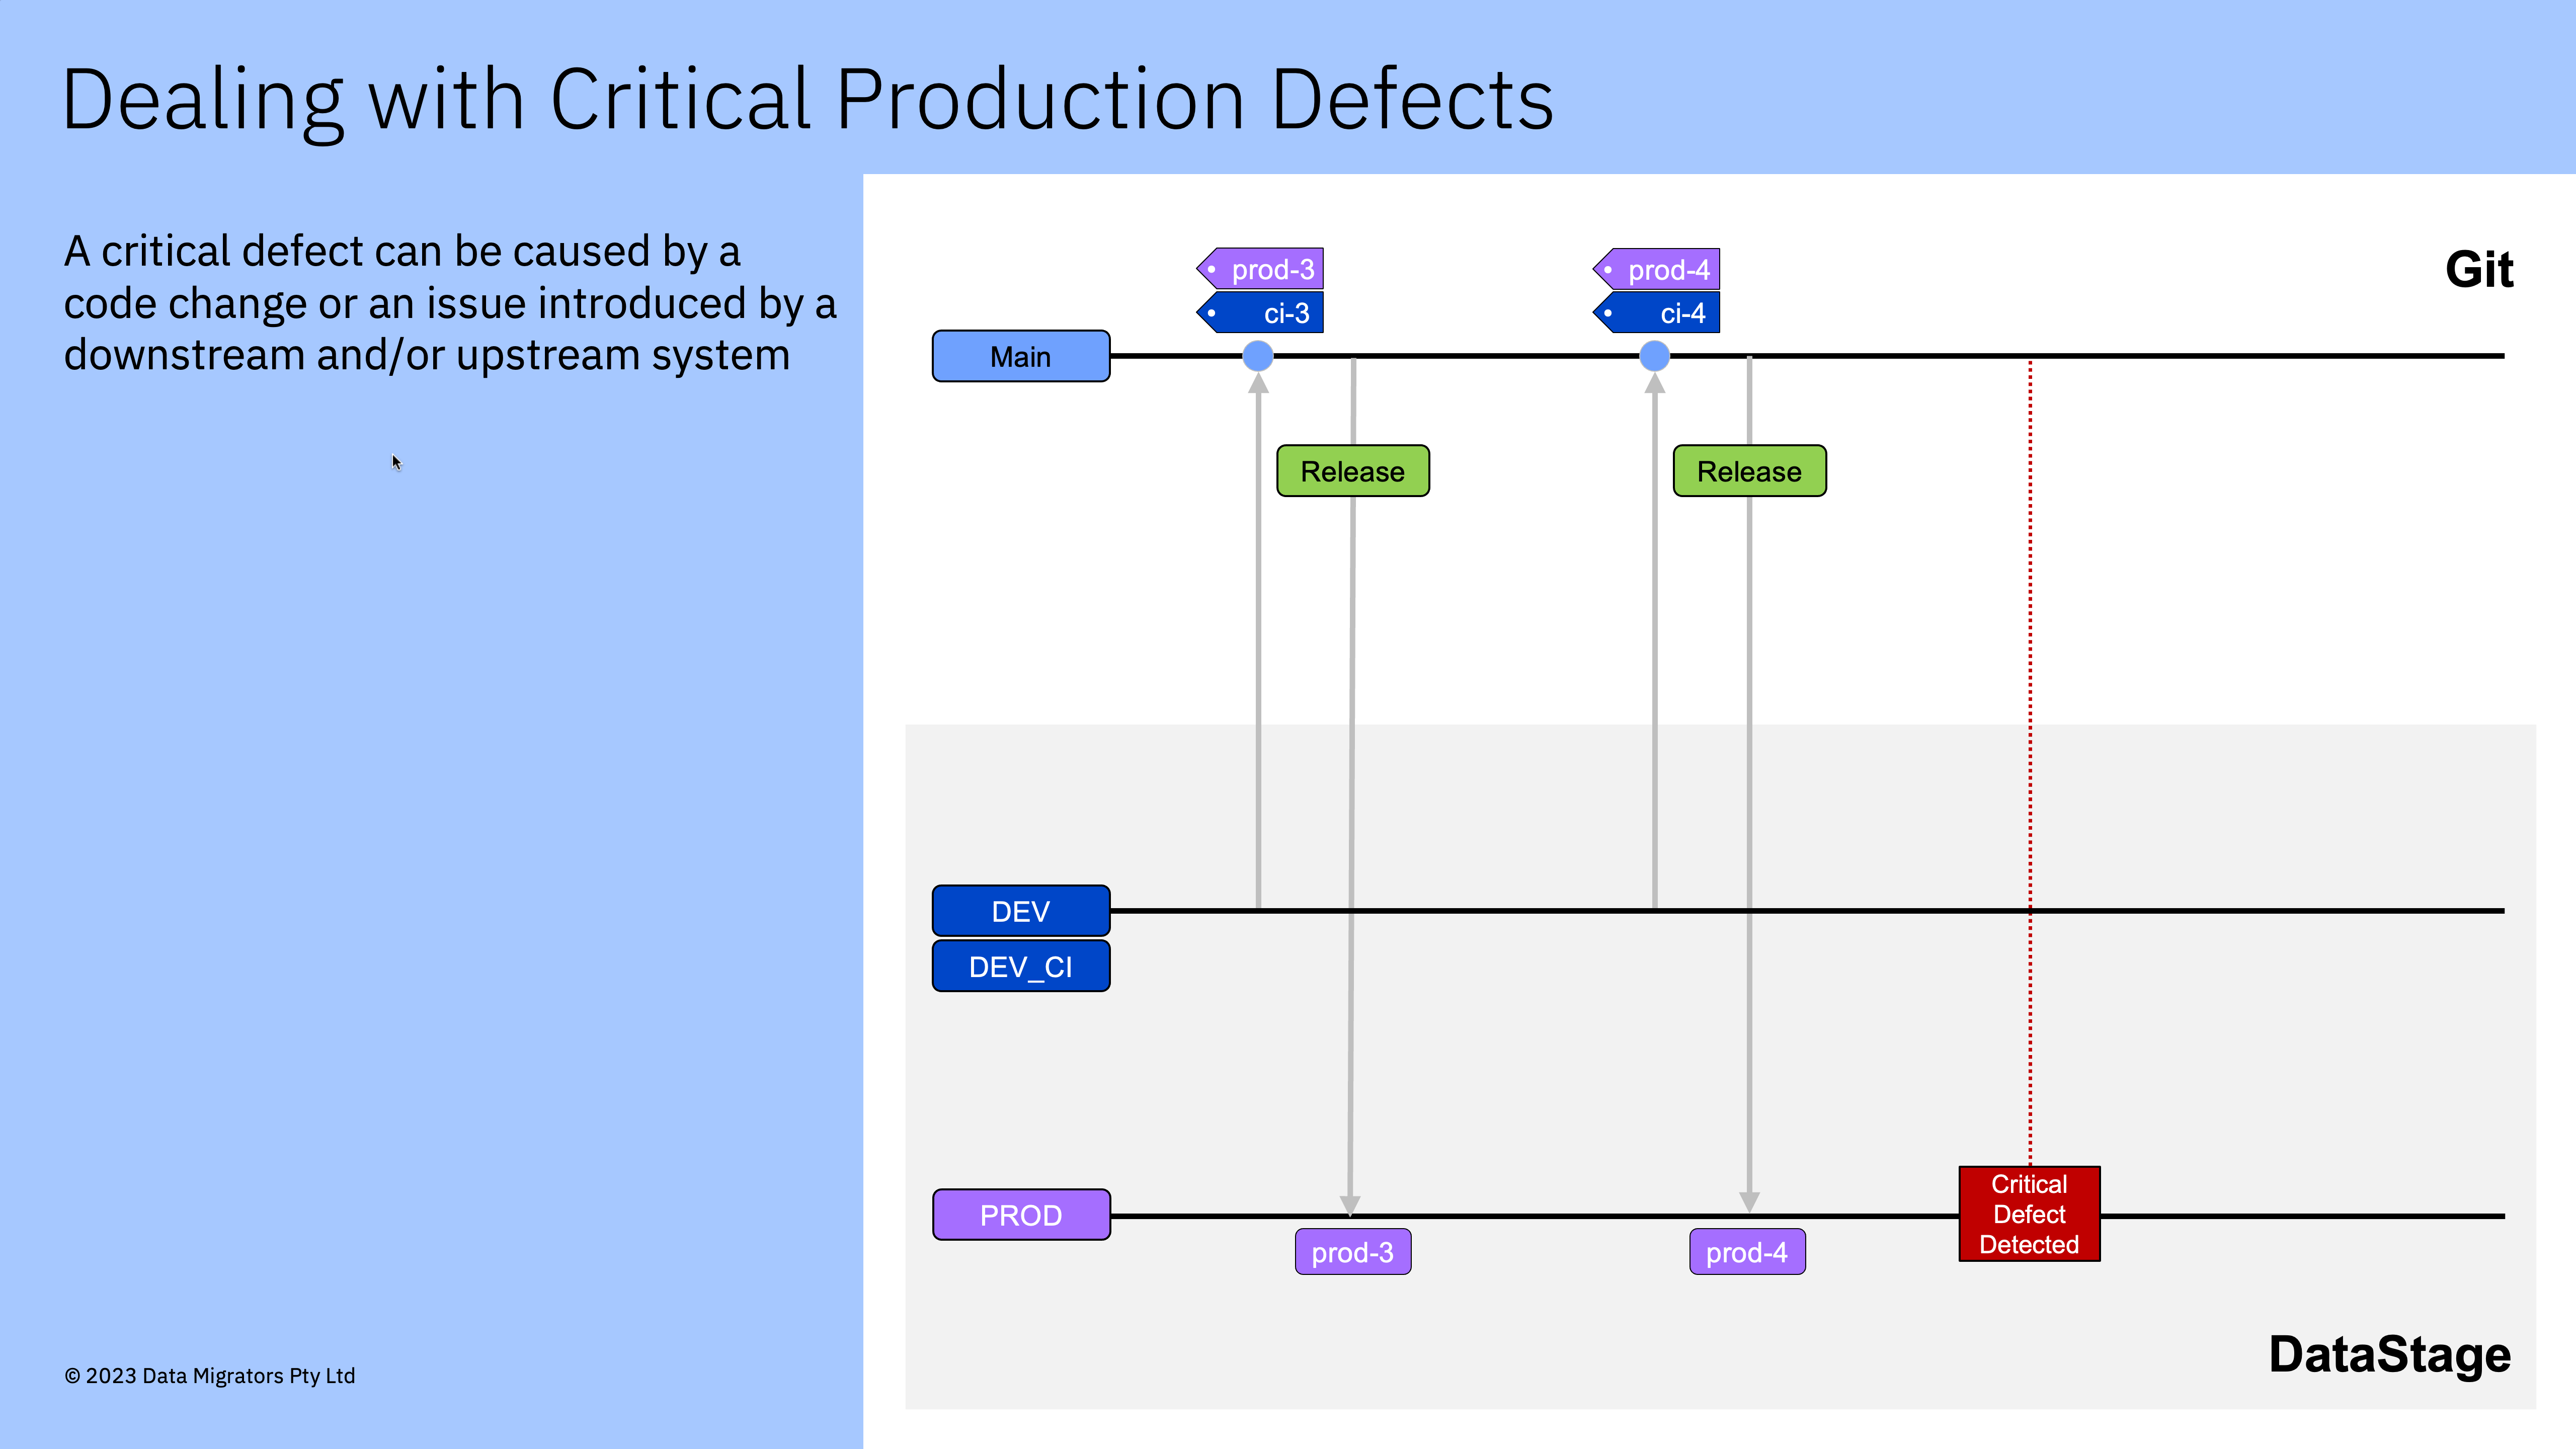 Dealing with Critical Production Defects
A critical defect can be caused by a
code change or an issue introduced by a
downstream and/or upstream system
prod-3
ci-3
prod-4
ci-4
Git
Main
Release
Release
DEV
DEV_CI
PROD
prod-3
prod-4
Critical
Defect
Detected
DataStage
© 2023 Data Migrators Pty Ltd